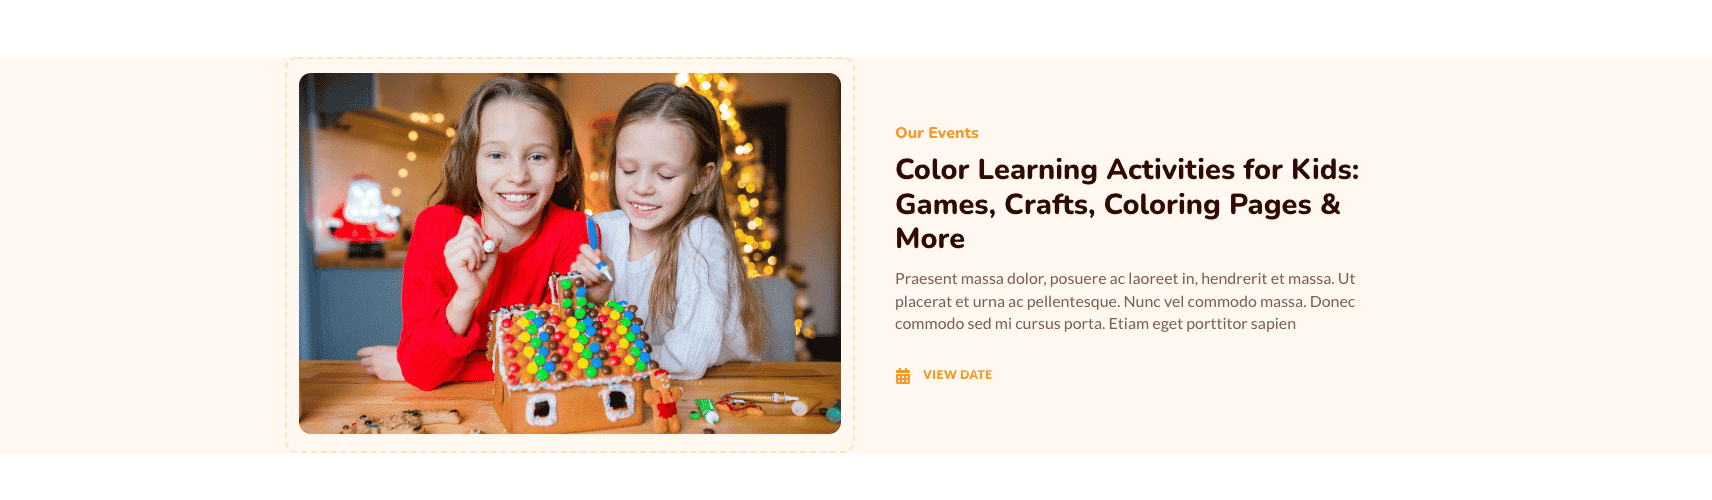 Our Events
Color Learning Activities for Kids:
Games, Crafts, Coloring Pages &
More
Praesent massa dolor, posuere ac laoreet in, hendrerit et massa. Ut
placerat et urna ac pellentesque. Nunc vel commodo massa. Donec
commodo sed mi cursus porta. Etiam eget porttitor sapien
VIEW DATE